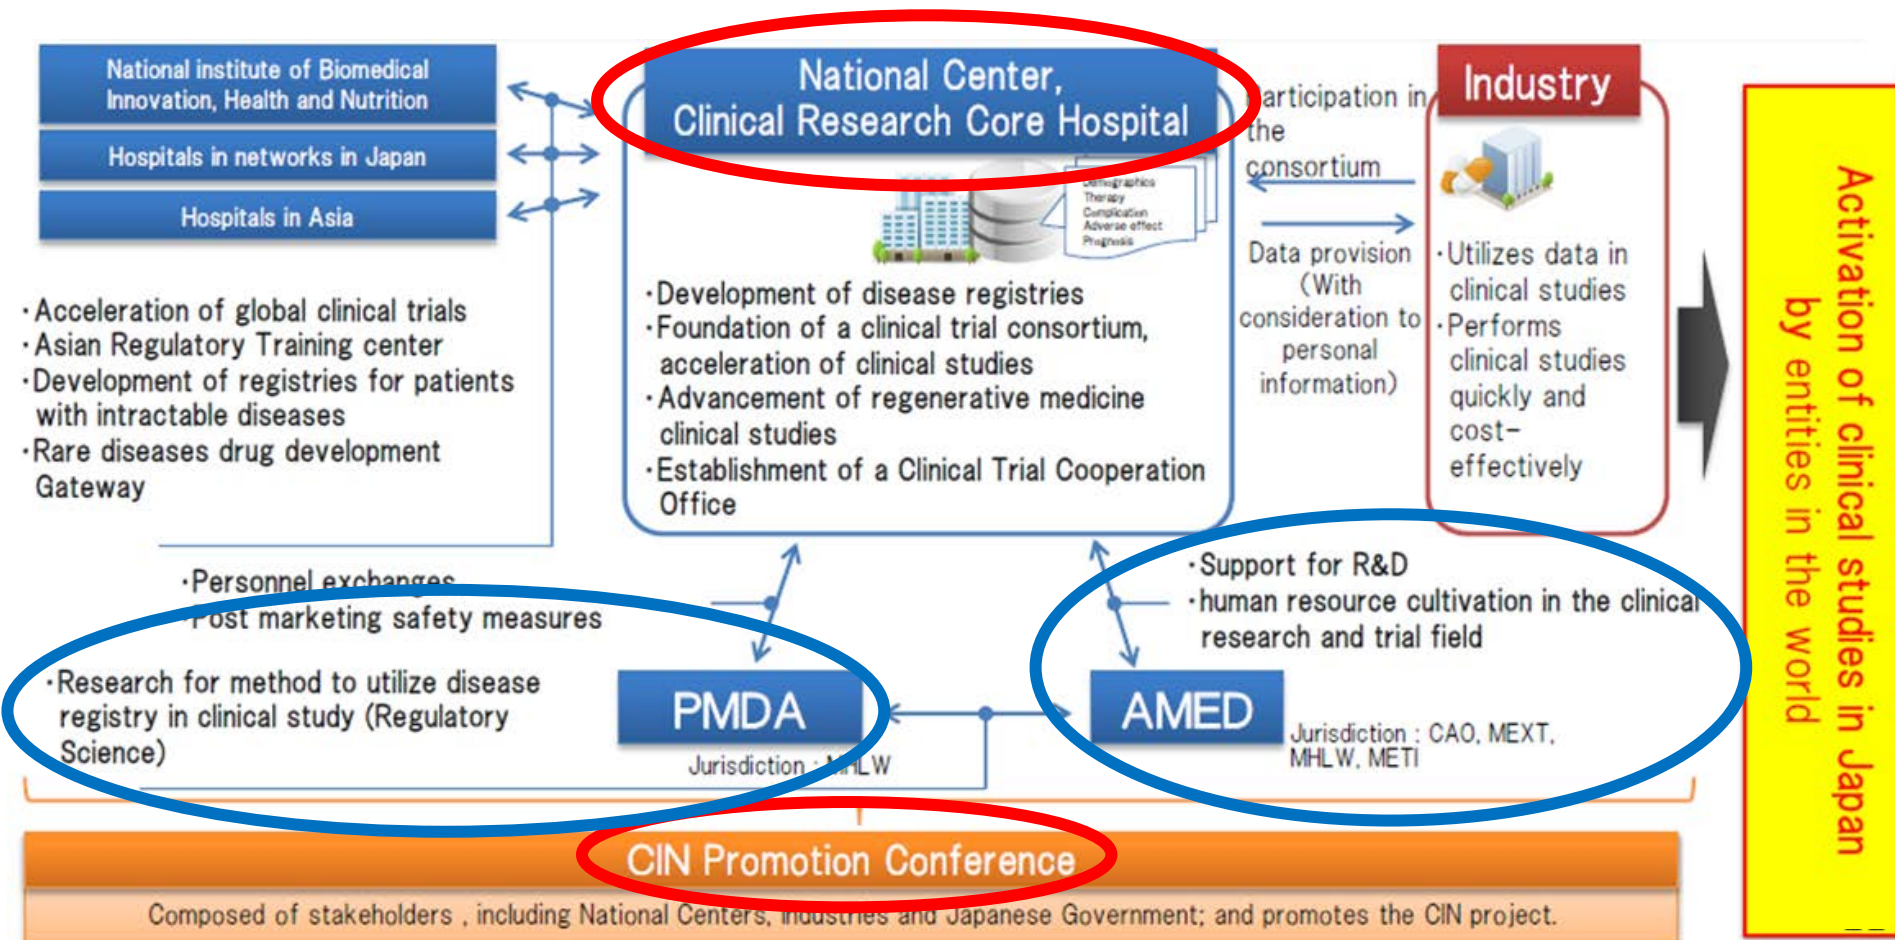 National institute of Biomedical
Innovation, Health and Nutrition
Hospitals in networks in Japan
Hospitals in Asia
・Acceleration of global clinical trials
・Asian Regulatory Training center
・Development of registries for patients
with intractable diseases
・Rare diseases drug development
Gateway
National Center,
Clinical Research Core Hospital
Demographics
Therapy
Complication
Adverse effect
Prognosis
・Development of disease registries
・Foundation of a clinical trial consortium,
acceleration of clinical studies
・Advancement of regenerative medicine
clinical studies
・Establishment of a Clinical Trial Cooperation
Office
Participation in
the
consortium
Data provision
(With
consideration to
personal
information)
Industry
・Utilizes data in
clinical studies
・Performs
clinical studies
quickly and
cost-
effectively
Activation of clinical studies in Japan
by entities in the world
・Personnel exchanges
・Post marketing safety measures
・Research for method to utilize disease
registry in clinical study (Regulatory
Science)
PMDA
Jurisdiction : MHLW
・Support for R&D
・human resource cultivation in the clinical
research and trial field
AMED
Jurisdiction : CAO, MEXT,
MHLW, METI
CIN Promotion Conference
Composed of stakeholders , including National Centers, Industries and Japanese Government; and promotes the CIN project.